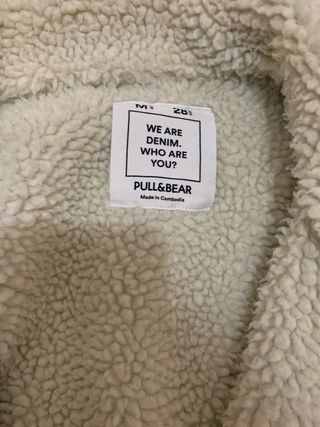 WE ARE
DENIM.
WHO ARE
YOU?
PULL&BEAR
Made in Cambodia